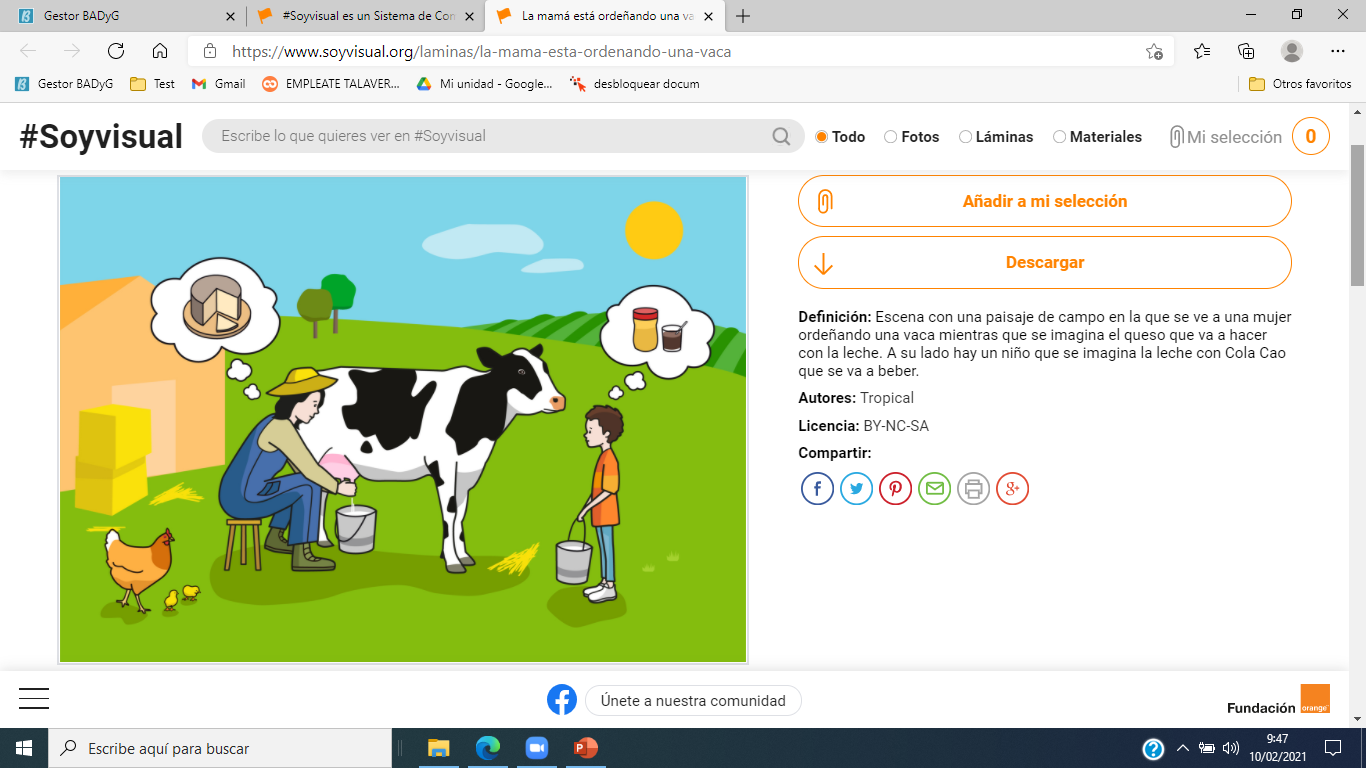 Gestor BADyG
#Soyvisual es un Sistema de Con
La mamá está ordeñando una va
https://www.soyvisual.org/laminas/la-mama-esta-ordenando-una-vaca
Gestor BADyG
Test
Gmail
EMPLEATE TALAVER...
Mi unidad - Google...
desbloquear docum
Otros favoritos
#Soyvisual
Escribe lo que quieres ver en #Soyvisual
Todo
Fotos
Láminas
Materiales
Mi selección
0
Añadir a mi selección
Descargar
Definición: Escena con una paisaje de campo en la que se ve a una mujer
ordeñando una vaca mientras que se imagina el queso que va a hacer
con la leche. A su lado hay un niño que se imagina la leche con Cola Cao
que se va a beber.
Autores: Tropical
Licencia: BY-NC-SA
Compartir:
Únete a nuestra comunidad
Fundación
orange
Escribe aquí para buscar
9:47
10/02/2021